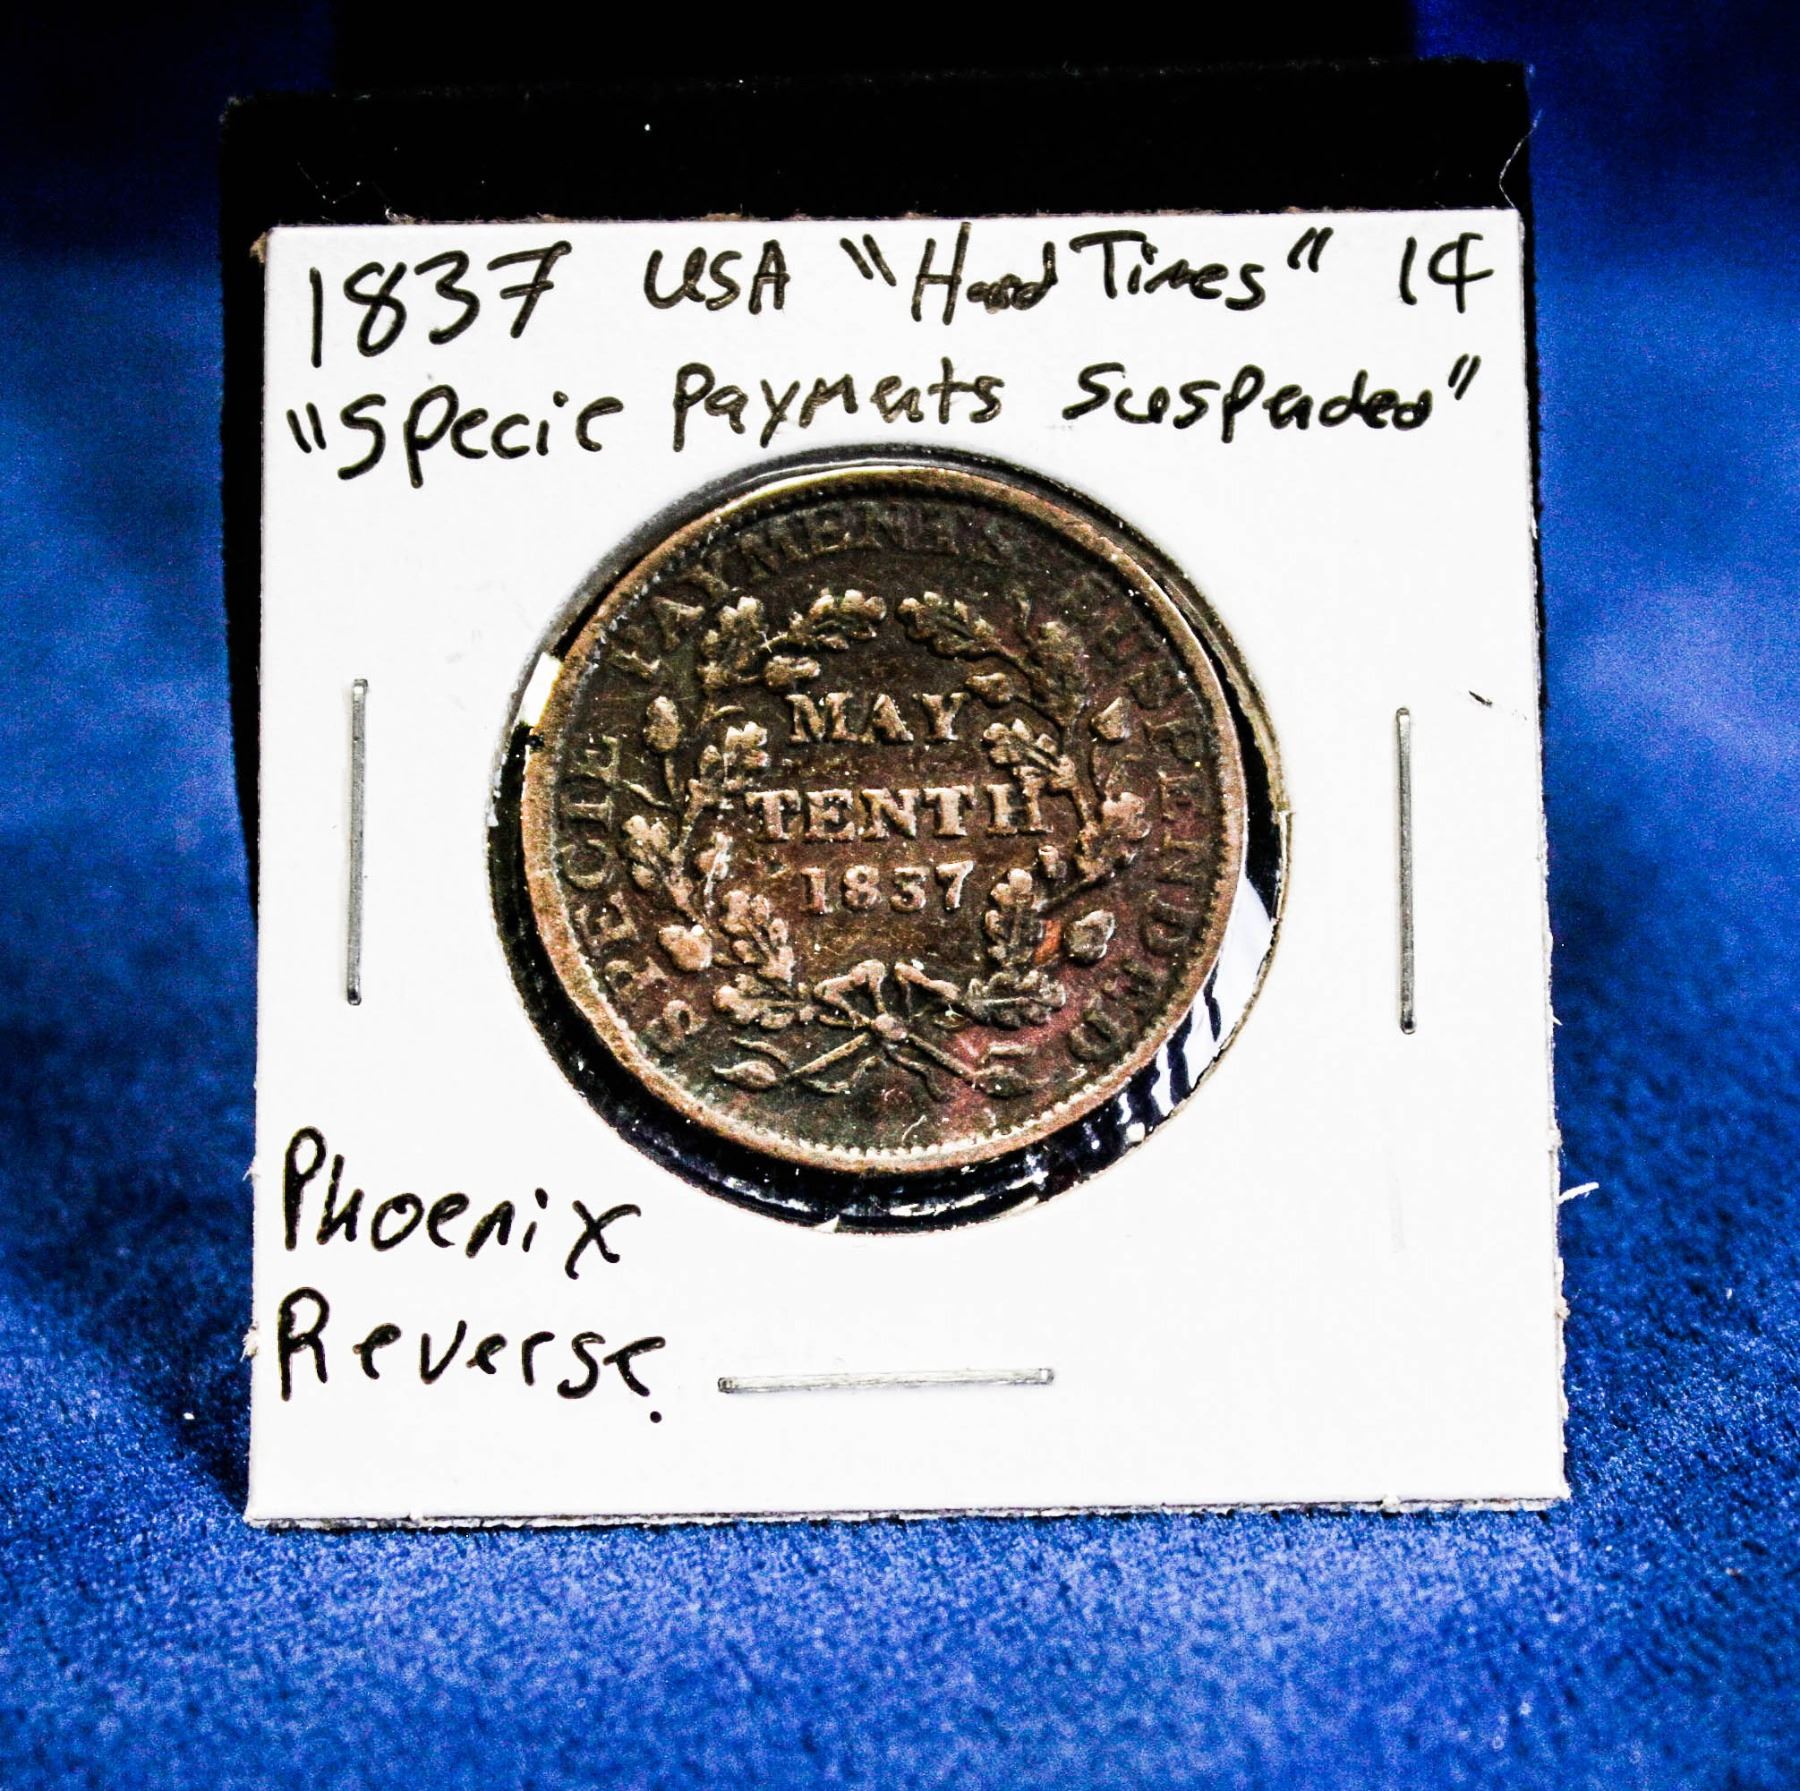 1837 USA "Hard Times" 1¢
"Specie Payments Suspended"
SPECIE PAYMENTS SUSPENDED
MAY
TENTH
1837
Phoenix
Reverse.